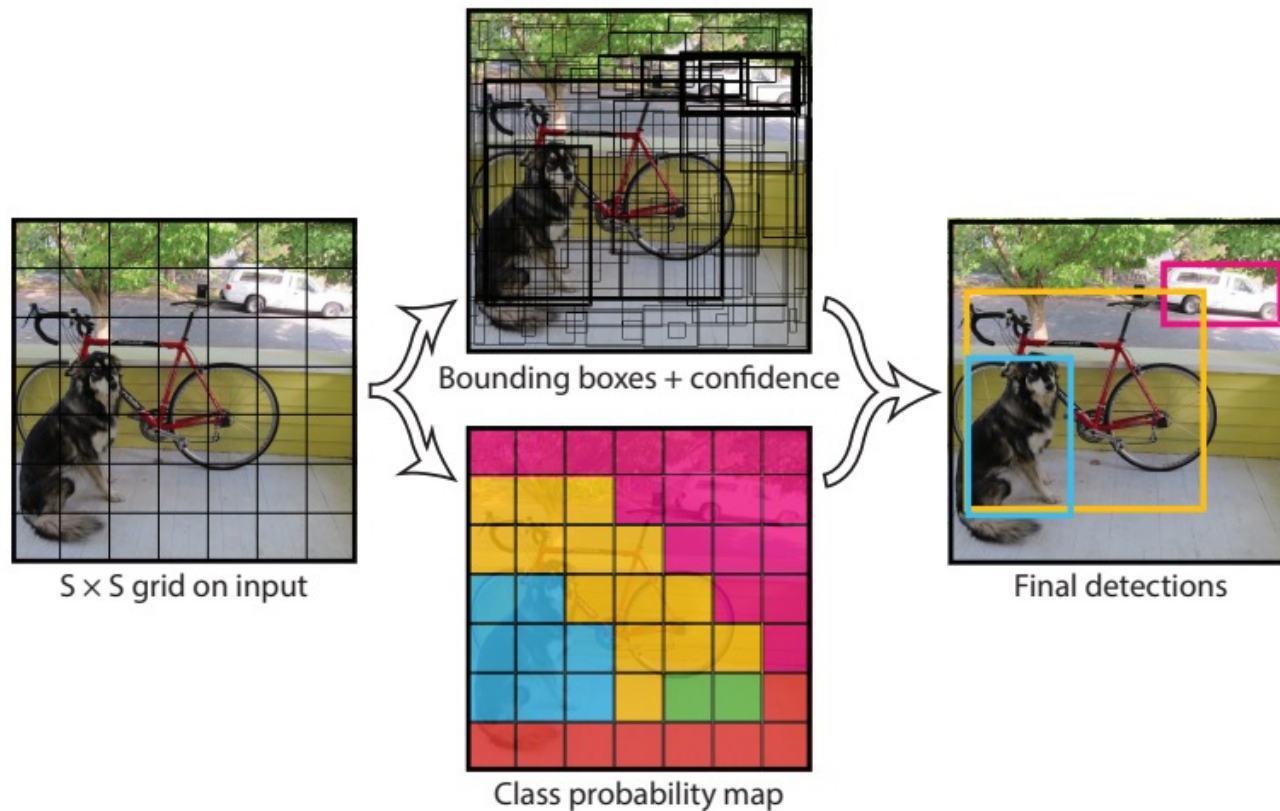 S × S grid on input
Bounding boxes + confidence
Class probability map
Final detections